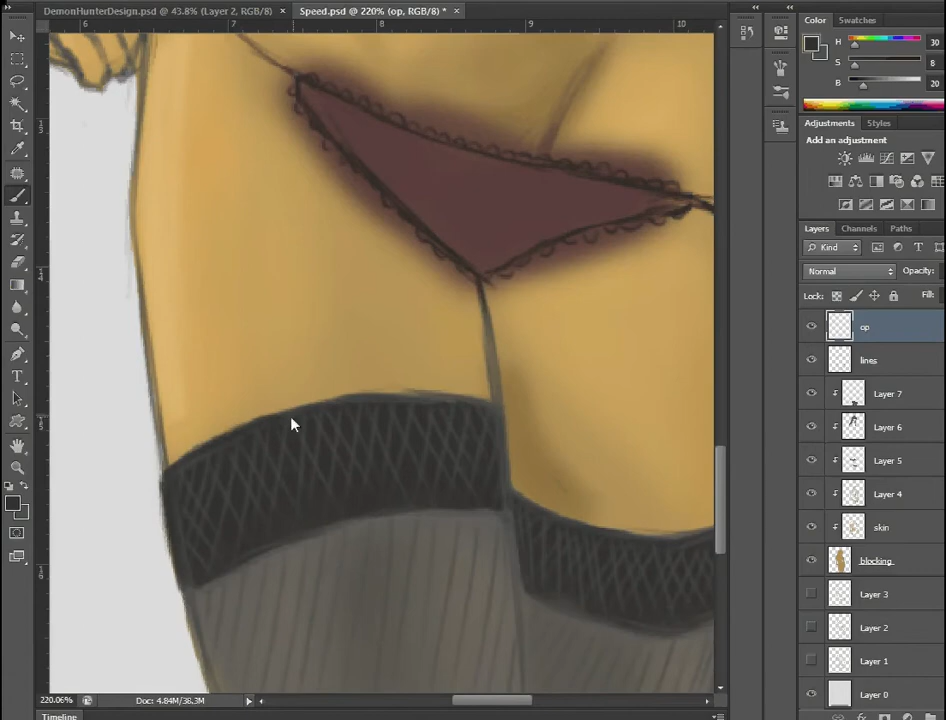 DemonHunterDesign.psd @ 43.8% (Layer 2, RGB/8) × Speed.psd @ 220% (op, RGB/8) * ×
6 7 8 9 10
Color Swatches
H 30
S 8
B 20
Adjustments Styles
Add an adjustment
Layers Channels Paths
Kind
Normal Opacity:
Lock: Fill:
op
lines
Layer 7
Layer 6
Layer 5
Layer 4
skin
blocking
Layer 3
Layer 2
Layer 1
Layer 0
220.06% Doc: 4.84M/38.3M
Timeline